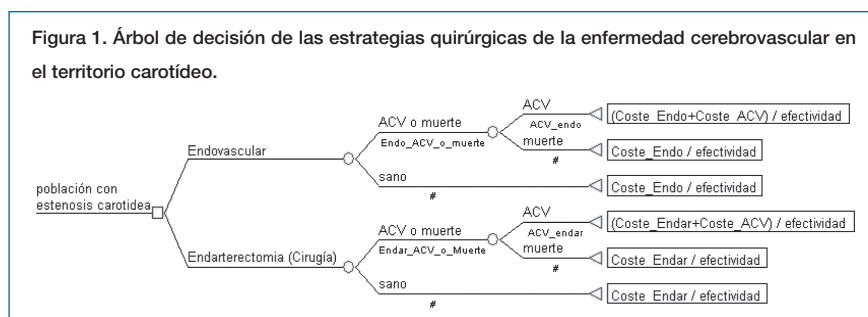 Figura 1. Árbol de decisión de las estrategias quirúrgicas de la enfermedad cerebrovascular en
el territorio carotídeo.
población con
estenosis carotidea
Endovascular
ACV o muerte
Endo_ACV_o_muerte
ACV
ACV_endo
(Coste_Endo+Coste_ACV) / efectividad
muerte
#
Coste_Endo / efectividad
sano
#
Coste_Endo / efectividad
Endarterectomia (Cirugía)
ACV o muerte
Endar_ACV_o_Muerte
ACV
ACV_endar
(Coste_Endar+Coste_ACV) / efectividad
muerte
#
Coste_Endar / efectividad
sano
#
Coste_Endar / efectividad